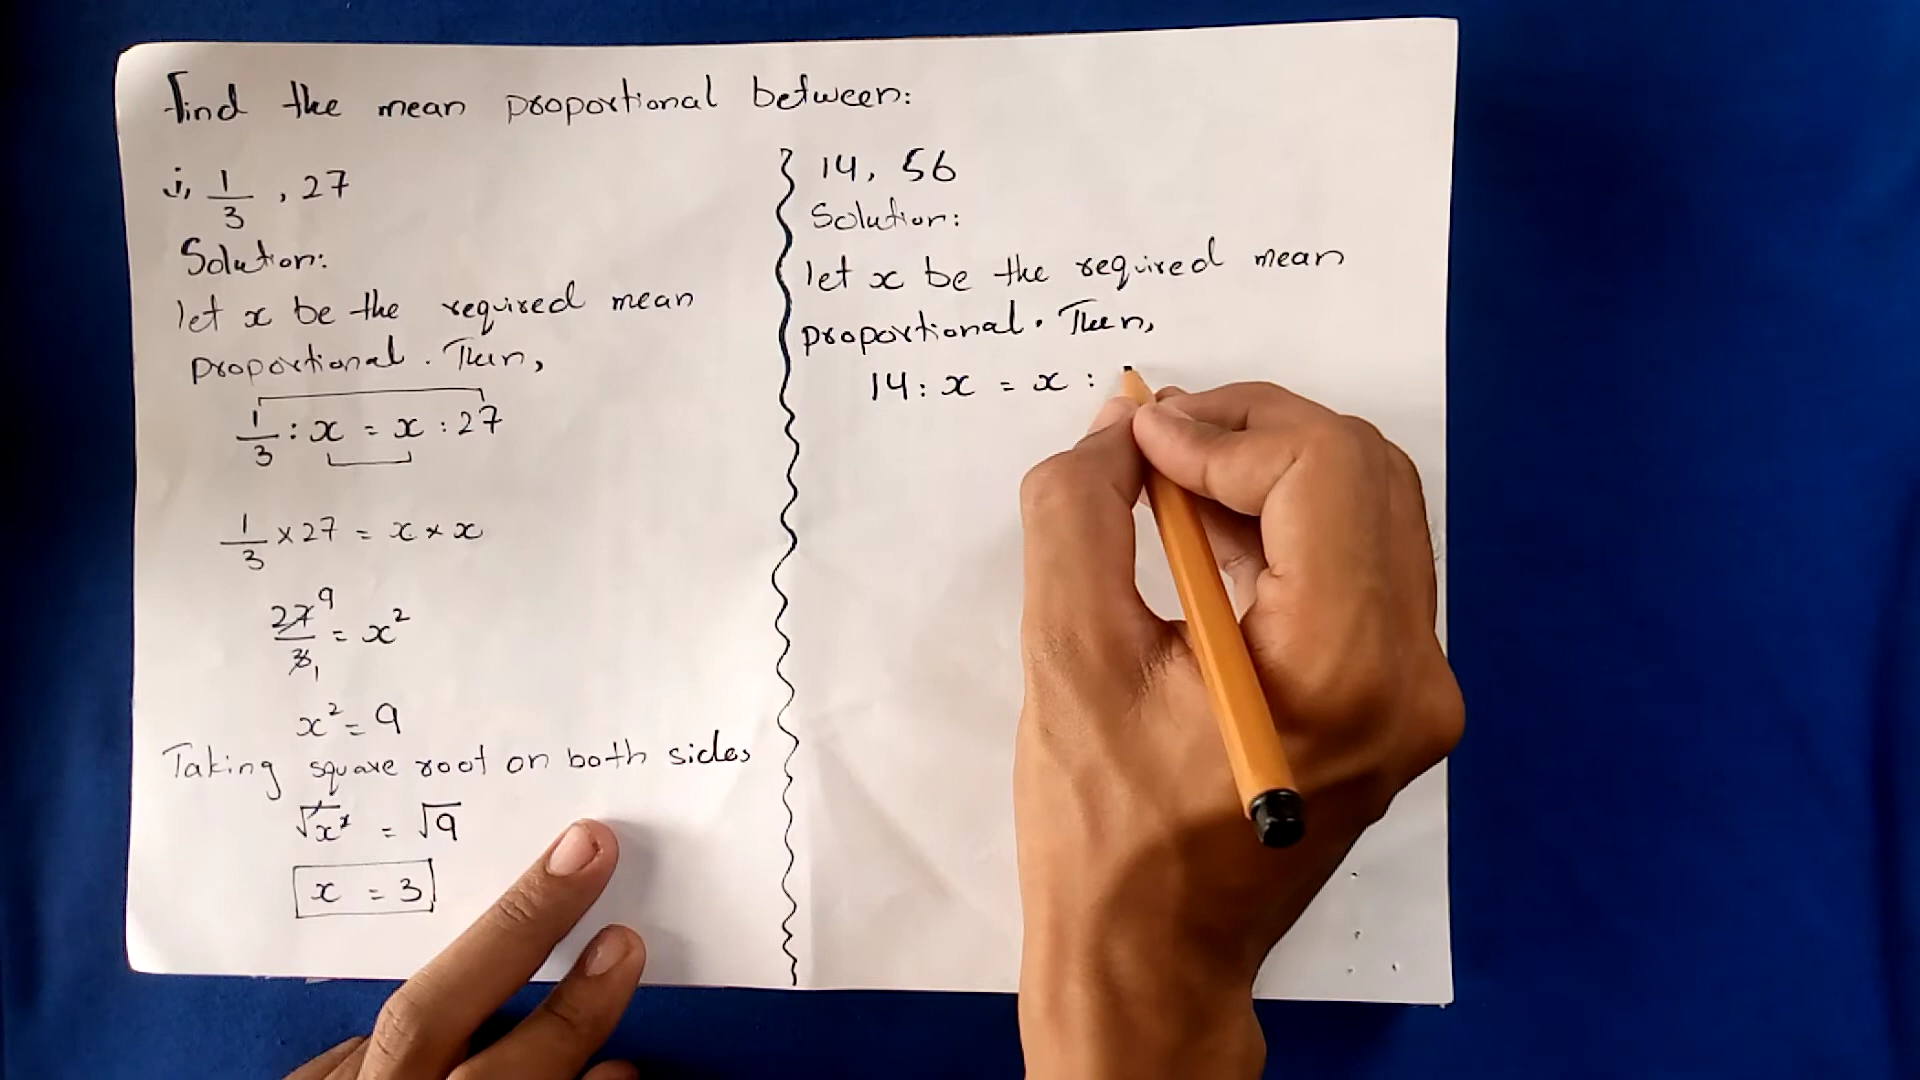 Find the mean proportional between:
i, 1/3 , 27
Solution:
let x be the required mean
proportional. Then,
1/3 : x = x : 27
1/3 × 27 = x × x
27/3 9/1 = x²
x² = 9
Taking square root on both sides
√x² = √9
x = 3
14, 56
Solution:
let x be the required mean
proportional. Then,
14 : x = x :